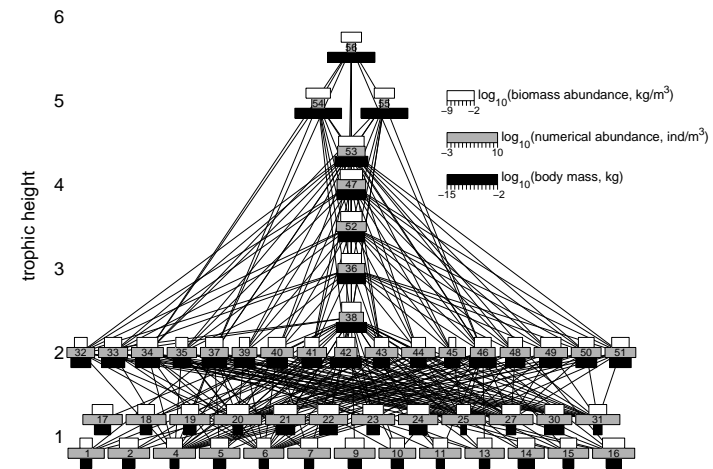 6
56
5
54 55
log10(biomass abundance, kg/m3)
−9 −2
log10(numerical abundance, ind/m3)
−3 10
log10(body mass, kg)
−15 −2
53
4
47
trophic height
52
3
36
38
2
32 33 34 35 37 39 40 41 42 43 44 45 46 48 49 50 51
17 18 19 20 21 22 23 24 25 27 30 31
1
1 2 4 5 6 7 9 10 11 13 14 15 16